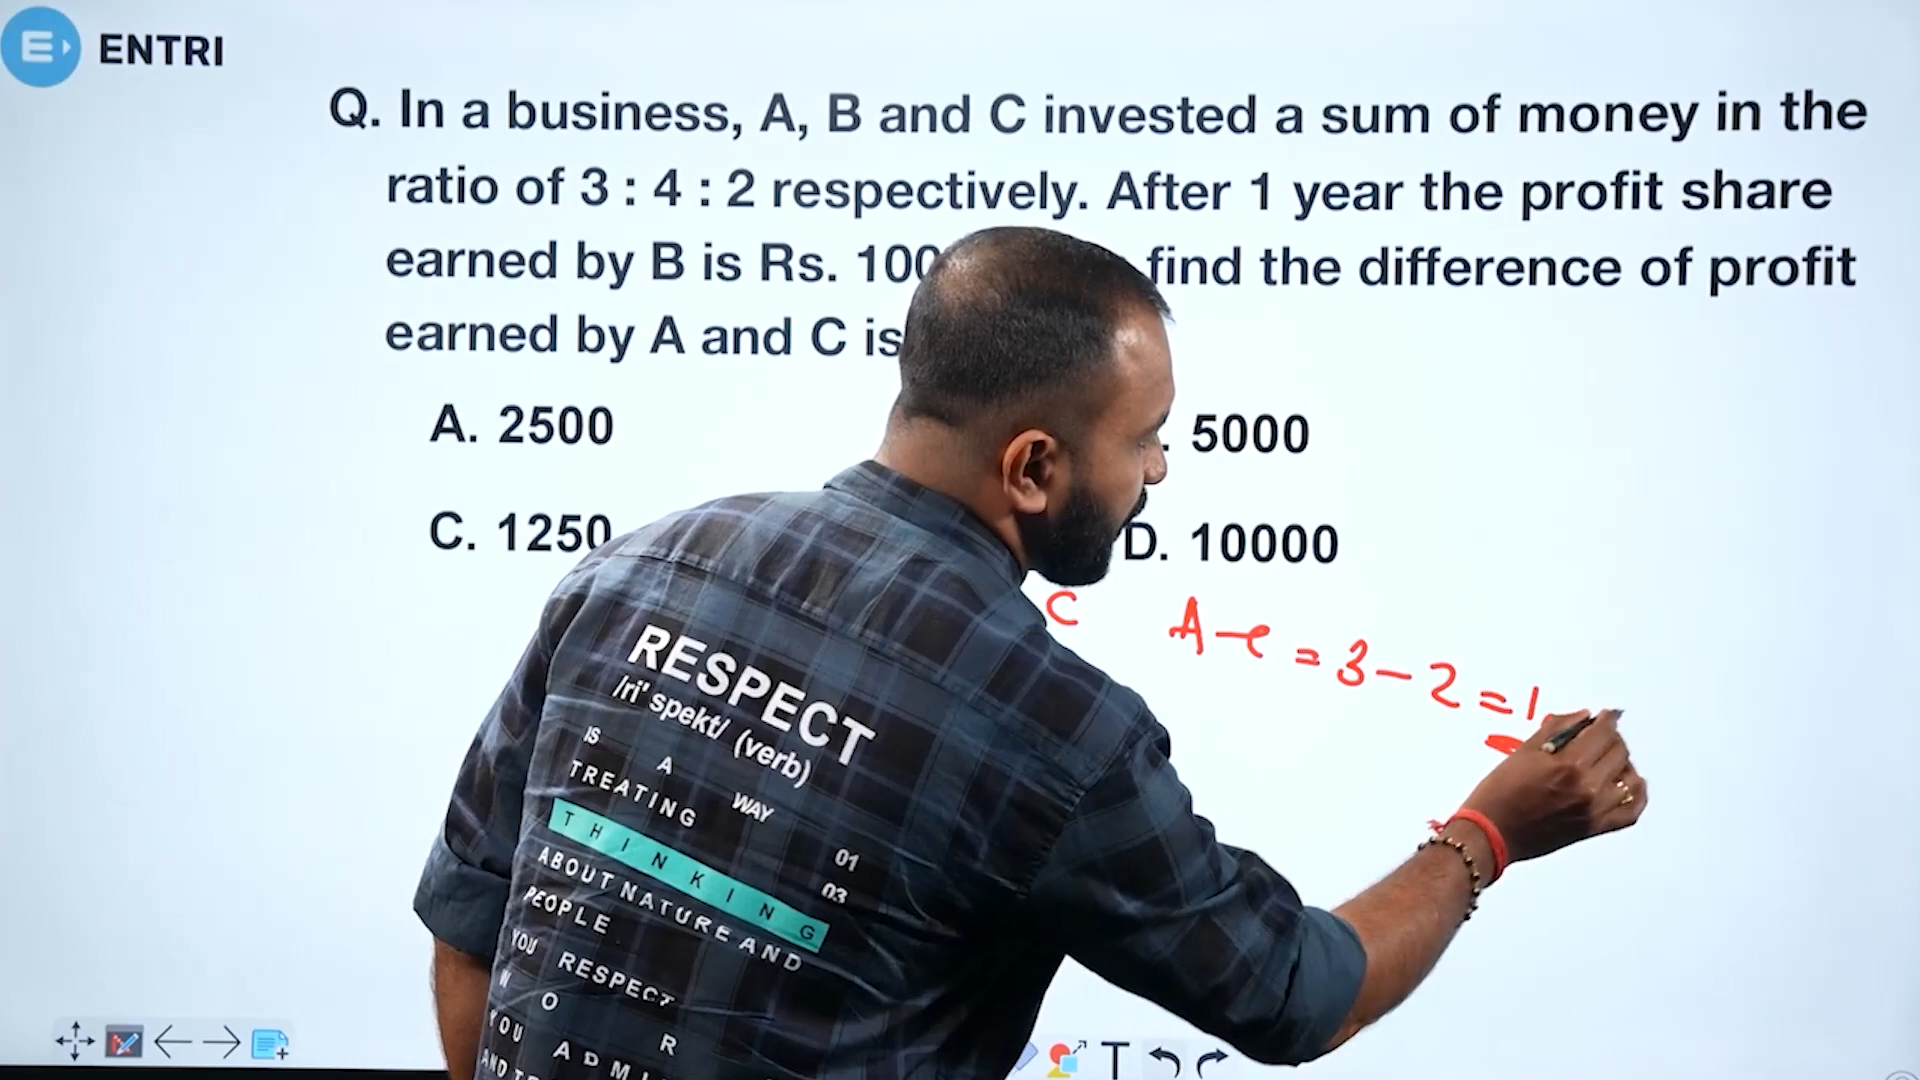 ENTRI
Q. In a business, A, B and C invested a sum of money in the
ratio of 3 : 4 : 2 respectively. After 1 year the profit share
earned by B is Rs. 100 find the difference of profit
earned by A and C is
A. 2500
. 5000
C. 1250
D. 10000
C A - C = 3 - 2 = 1
RESPECT
/ri' spekt/ (verb)
IS
A
WAY
TREATING
01
THINKING
03
ABOUT NATURE AND
PEOPLE
YOU RESPECT
N O R
YOU ADMI
AND
T